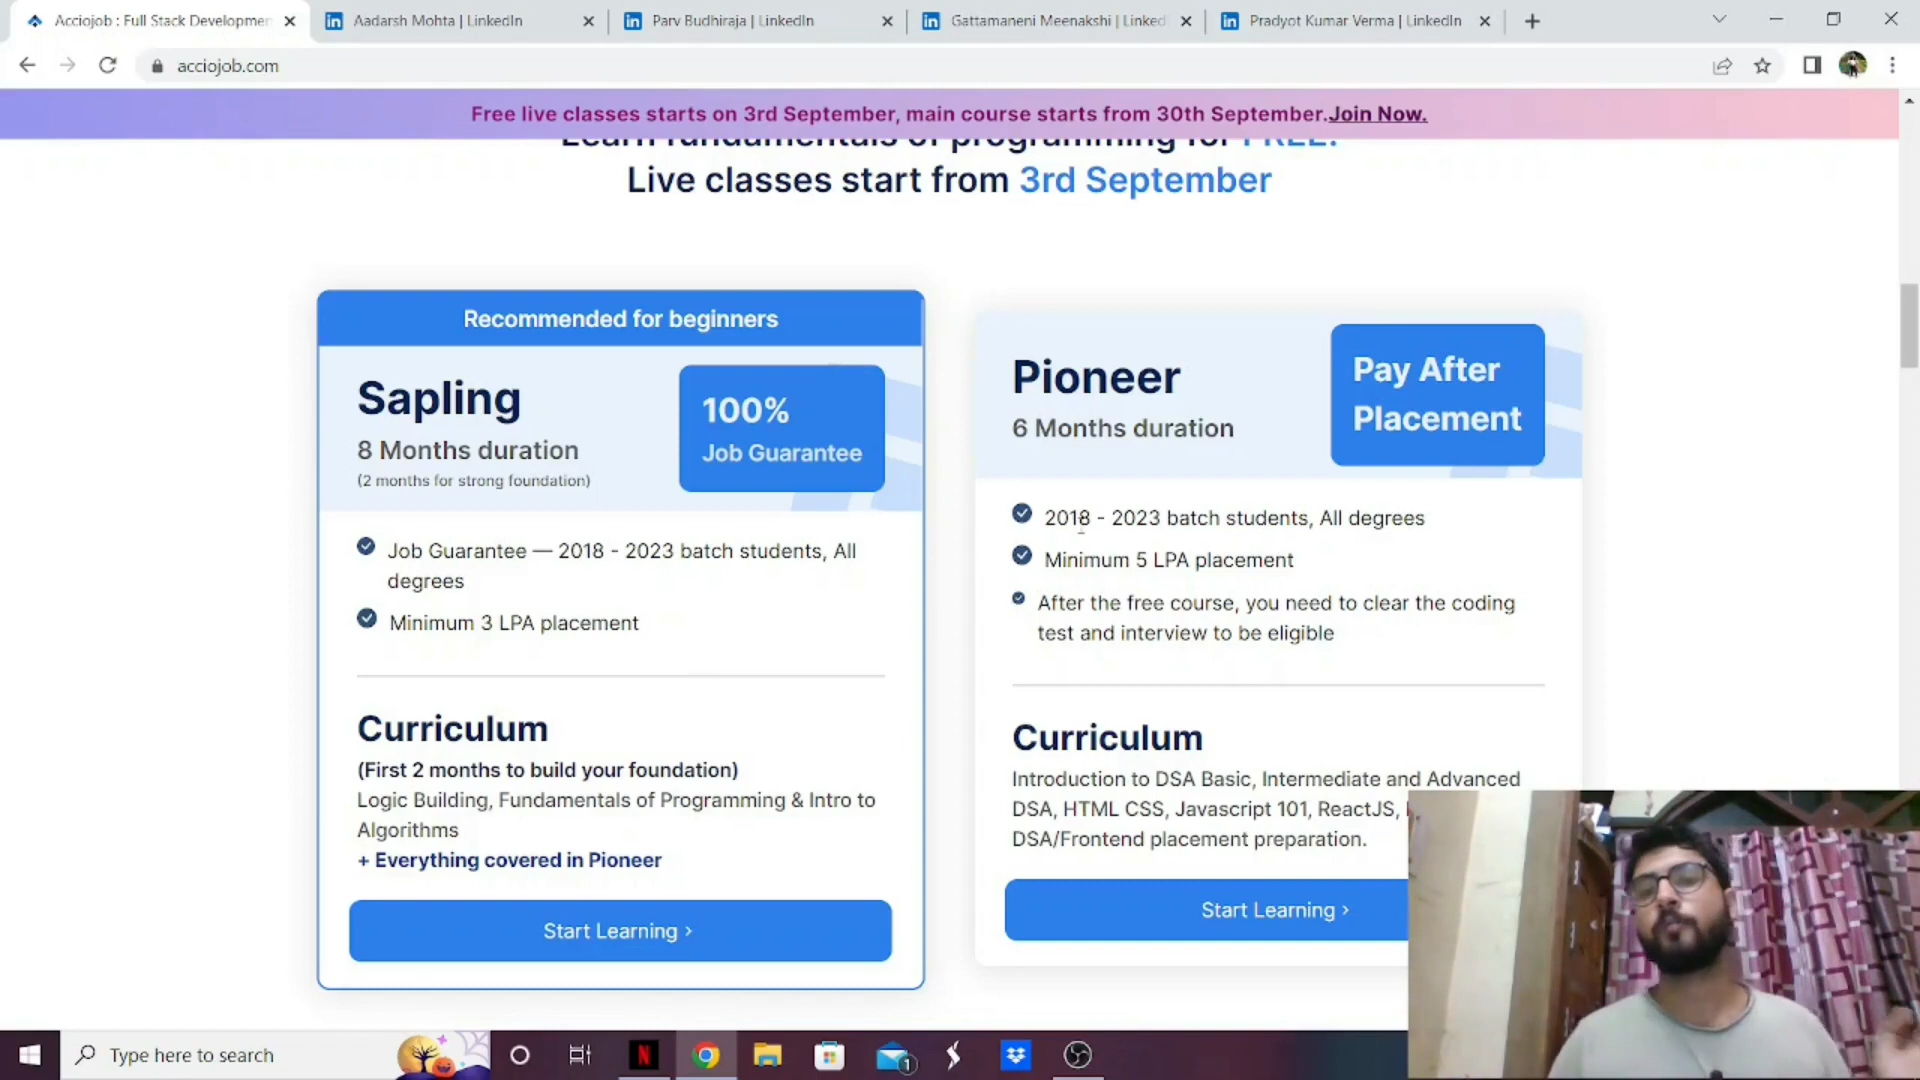 Acciojob : Full Stack Developmen
Aadarsh Mohta | LinkedIn
Parv Budhiraja | LinkedIn
Gattamaneni Meenakshi | Linked
Pradyot Kumar Verma | LinkedIn
acciojob.com
Free live classes starts on 3rd September, main course starts from 30th September.Join Now.
Learn fundamentals of programming for FREE!
Live classes start from 3rd September
Recommended for beginners
Sapling
8 Months duration
(2 months for strong foundation)
100%
Job Guarantee
Job Guarantee — 2018 - 2023 batch students, All
degrees
Minimum 3 LPA placement
Curriculum
(First 2 months to build your foundation)
Logic Building, Fundamentals of Programming & Intro to
Algorithms
+ Everything covered in Pioneer
Start Learning >
Pioneer
6 Months duration
Pay After
Placement
2018 - 2023 batch students, All degrees
Minimum 5 LPA placement
After the free course, you need to clear the coding
test and interview to be eligible
Curriculum
Introduction to DSA Basic, Intermediate and Advanced
DSA, HTML CSS, Javascript 101, ReactJS,
DSA/Frontend placement preparation.
Start Learning >
Type here to search
N
1